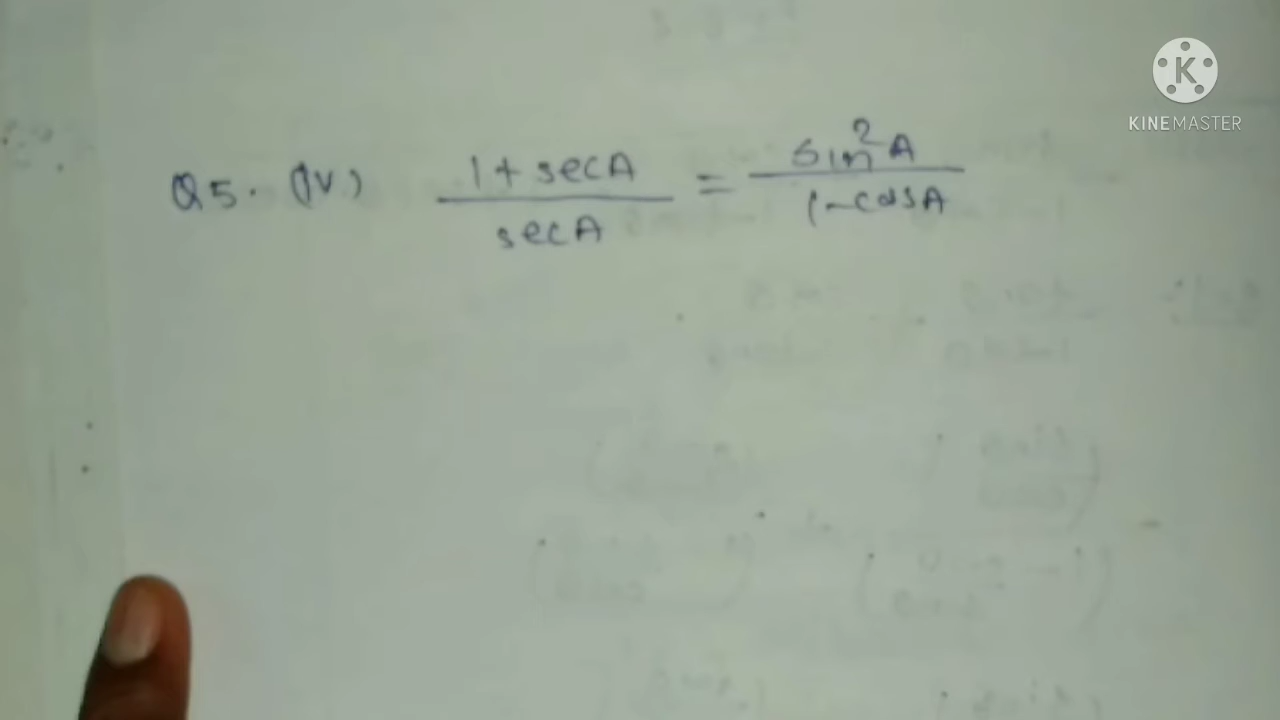 K
KINEMASTER
Q5. (IV) 1+secA / secA = sin²A / 1-cosA